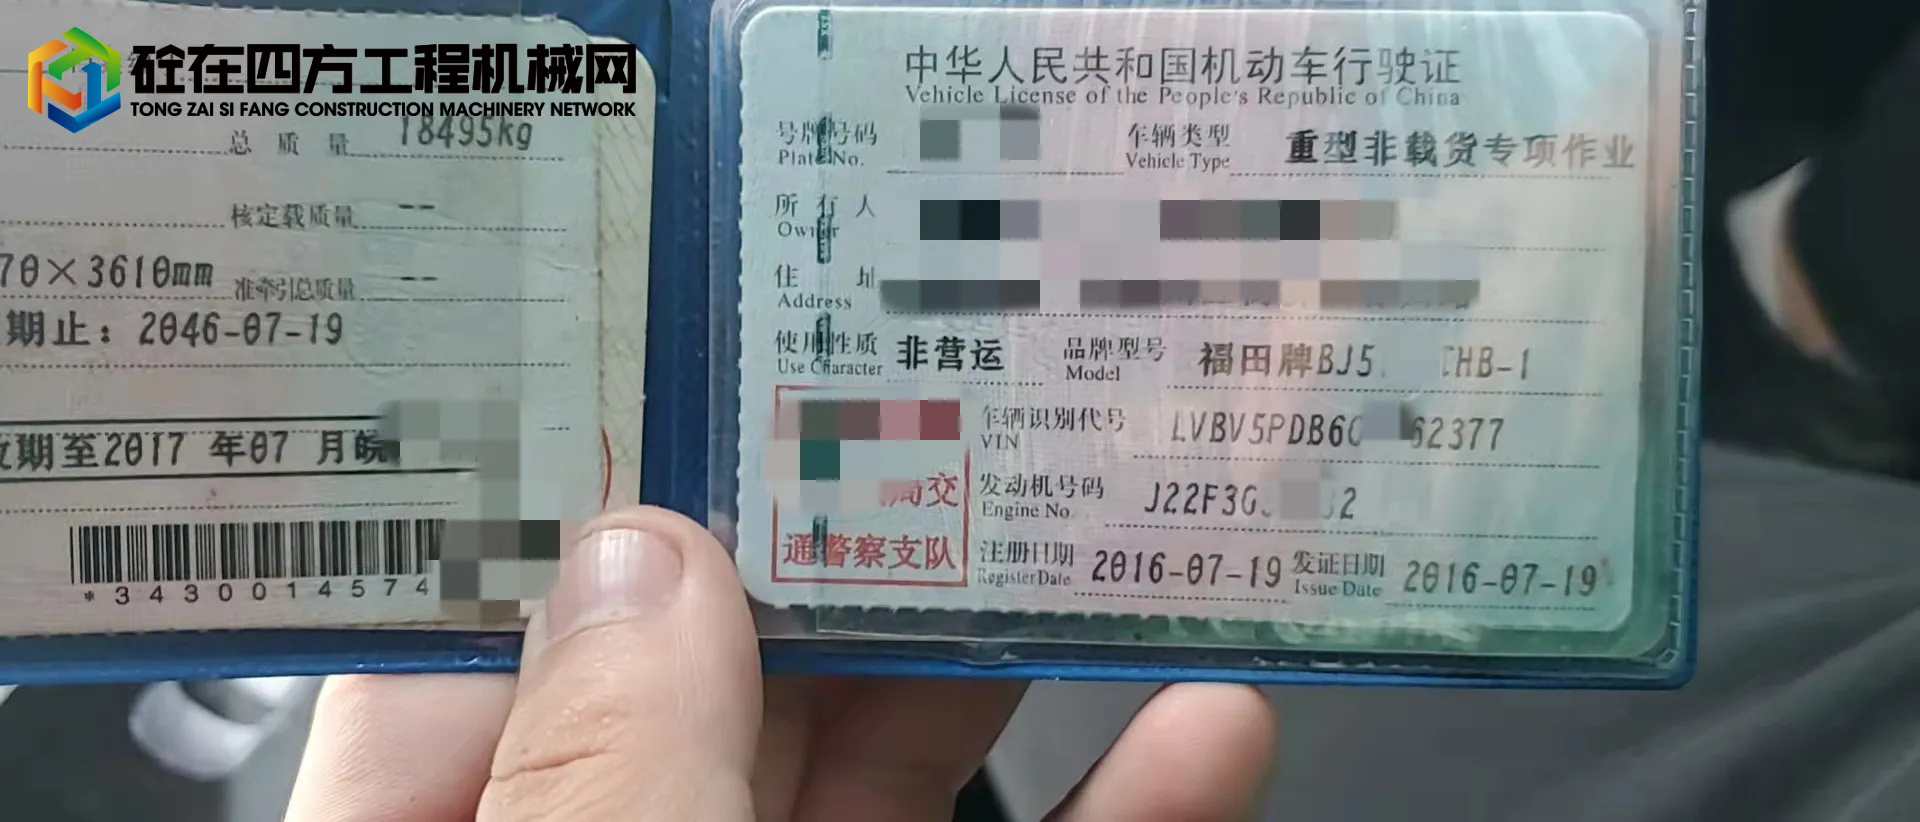 砼在四方工程机械网
TONG ZAI SI FANG CONSTRUCTION MACHINERY NETWORK
总质量 18495kg
核定载质量 --
70×3610mm 准牵引总质量 --
期止：2046-07-19
期至2017 年07 月皖
*3430014574
中华人民共和国机动车行驶证
Vehicle License of the People's Republic of China
号牌号码 车辆类型 重型非载货专项作业
Plate No. Vehicle Type
所有人
Owner
住址
Address
使用性质 非营运 品牌型号 福田牌BJ5 THB-1
Use Character Model
车辆识别代号 LVBV5PDB6 62377
VIN
局交
发动机号码 J22F3G 2
Engine No.
通警察支队
注册日期 2016-07-19 发证日期 2016-07-19
Register Date Issue Date